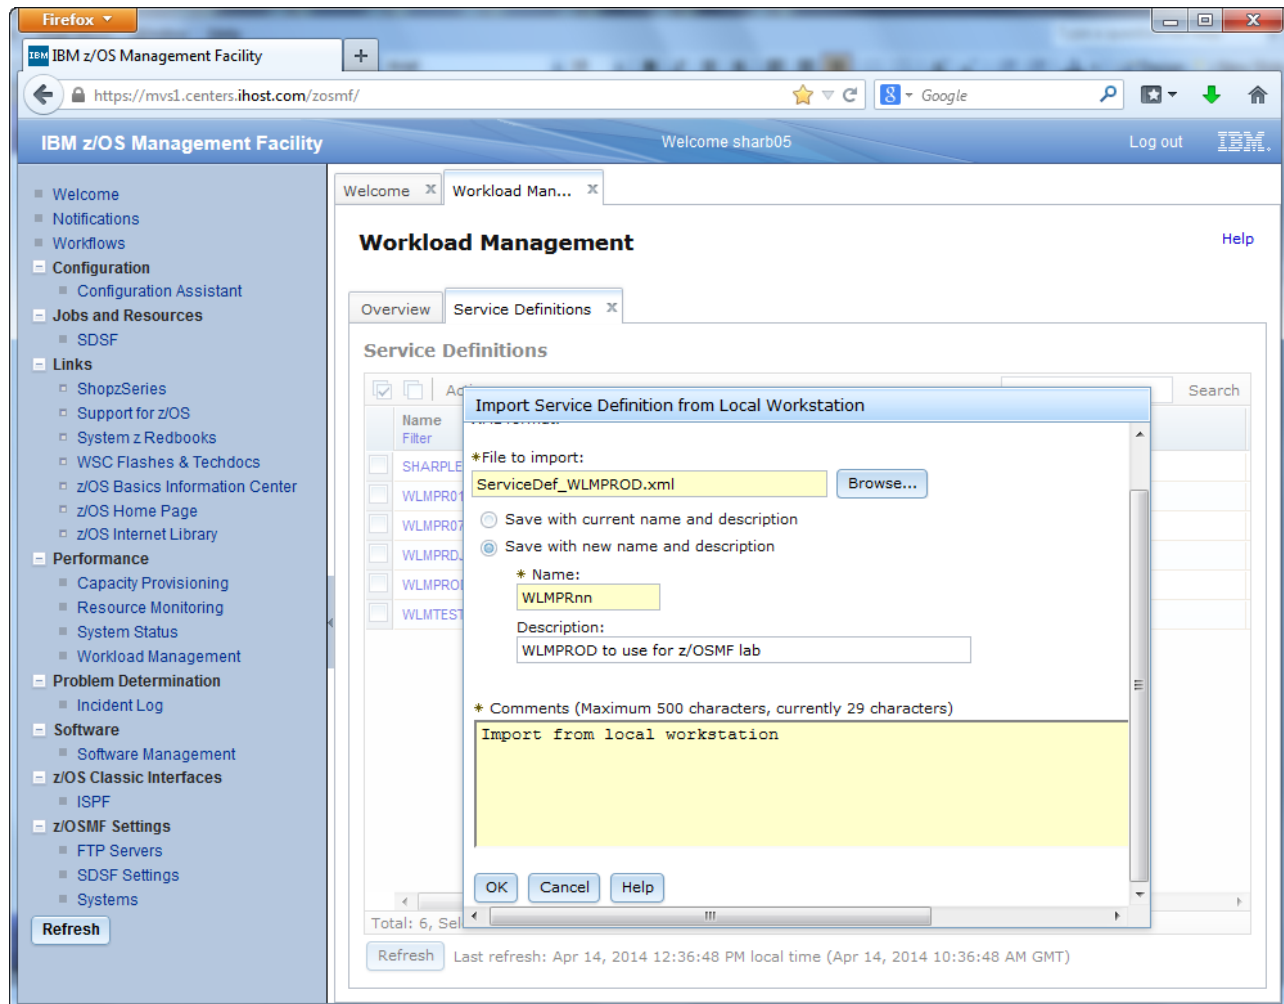 Firefox
IBM IBM z/OS Management Facility
+
https://mvs1.centers.ihost.com/zosmf/
8 Google
IBM z/OS Management Facility
Welcome sharb05
Log out
IBM.
Welcome
Notifications
Workflows
Configuration
Configuration Assistant
Jobs and Resources
SDSF
Links
ShopzSeries
Support for z/OS
System z Redbooks
WSC Flashes & Techdocs
z/OS Basics Information Center
z/OS Home Page
z/OS Internet Library
Performance
Capacity Provisioning
Resource Monitoring
System Status
Workload Management
Problem Determination
Incident Log
Software
Software Management
z/OS Classic Interfaces
ISPF
z/OSMF Settings
FTP Servers
SDSF Settings
Systems
Refresh
Welcome x
Workload Man... x
Workload Management
Help
Overview
Service Definitions x
Service Definitions
Search
Name
Filter
SHARPLE
WLMPR01
WLMPR07
WLMPRD
WLMPRO
WLMTEST
Import Service Definition from Local Workstation
*File to import:
ServiceDef_WLMPROD.xml
Browse...
Save with current name and description
Save with new name and description
* Name:
WLMPRnn
Description:
WLMPROD to use for z/OSMF lab
* Comments (Maximum 500 characters, currently 29 characters)
Import from local workstation
OK
Cancel
Help
Total: 6, Sel
Refresh
Last refresh: Apr 14, 2014 12:36:48 PM local time (Apr 14, 2014 10:36:48 AM GMT)